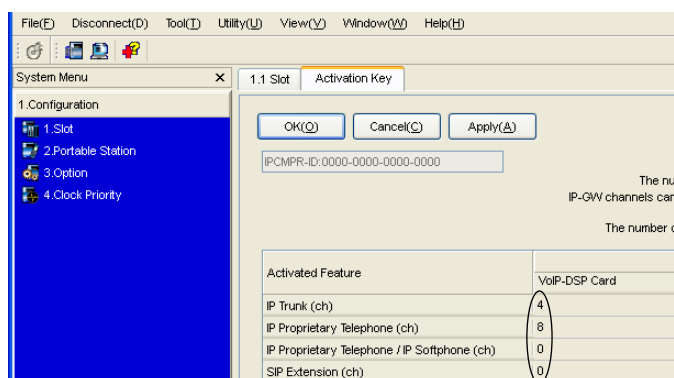 File(F) Disconnect(D) Tool(T) Utility(U) View(V) Window(W) Help(H)
System Menu X
1.1 Slot Activation Key
1.Configuration
1.Slot
2.Portable Station
3.Option
4.Clock Priority
OK(O) Cancel(C) Apply(A)
IPCMPR-ID:0000-0000-0000-0000
The nu
IP-GW channels car
The number
Activated Feature
VoIP-DSP Card
IP Trunk (ch) 4
IP Proprietary Telephone (ch) 8
IP Proprietary Telephone / IP Softphone (ch) 0
SIP Extension (ch) 0